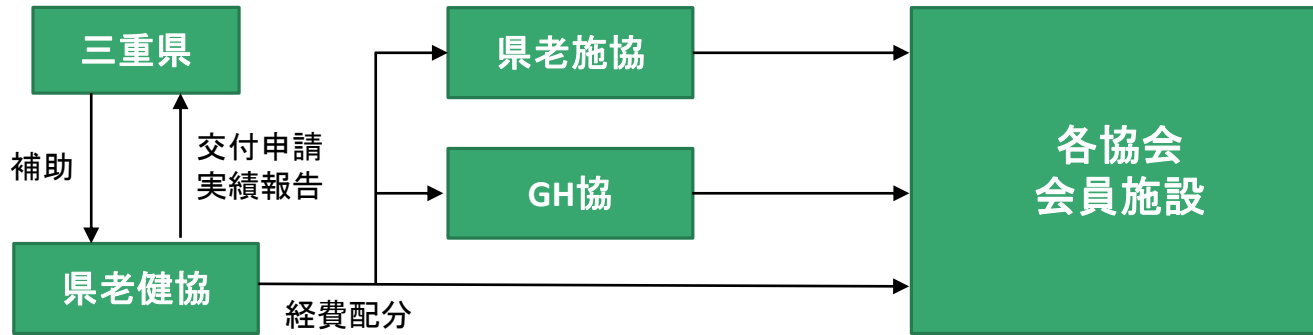 三重県
県老施協
各協会
会員施設
補助
交付申請
実績報告
GH協
県老健協
経費配分